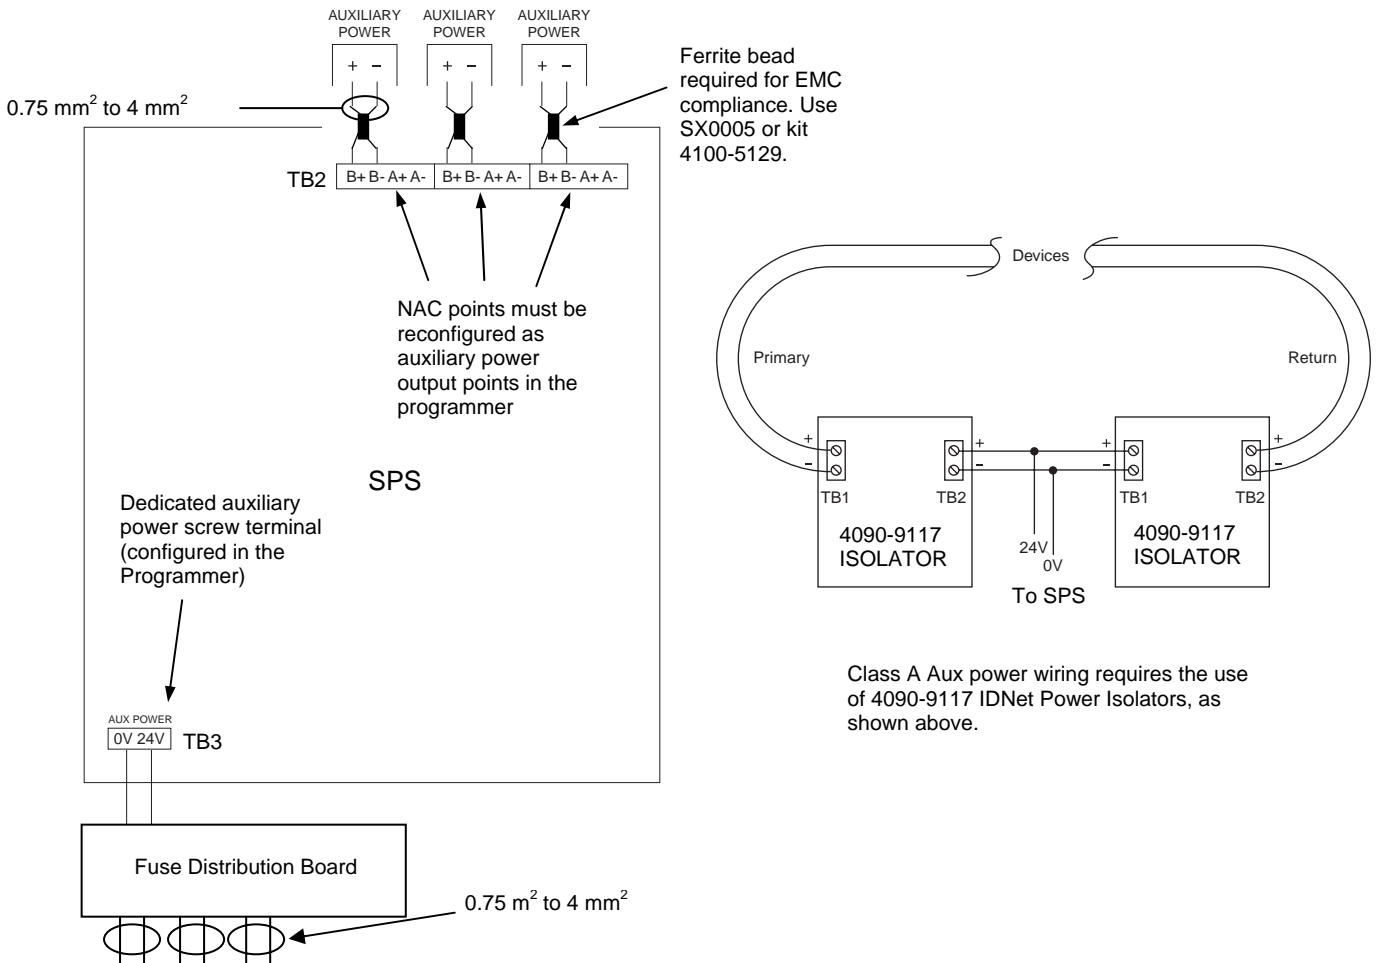 AUXILIARY POWER
AUXILIARY POWER
AUXILIARY POWER
+ −
+ −
+ −
0.75 mm² to 4 mm²
Ferrite bead
required for EMC
compliance. Use
SX0005 or kit
4100-5129.
TB2
B+ B- A+ A-
B+ B- A+ A-
B+ B- A+ A-
NAC points must be
reconfigured as
auxiliary power
output points in the
programmer
SPS
Dedicated auxiliary
power screw terminal
(configured in the
Programmer)
AUX POWER
0V 24V
TB3
Fuse Distribution Board
0.75 m² to 4 mm²
Devices
Primary
Return
+
−
+
−
+
−
+
−
TB1
TB2
TB1
TB2
4090-9117
ISOLATOR
24V
0V
To SPS
4090-9117
ISOLATOR
Class A Aux power wiring requires the use
of 4090-9117 IDNet Power Isolators, as
shown above.